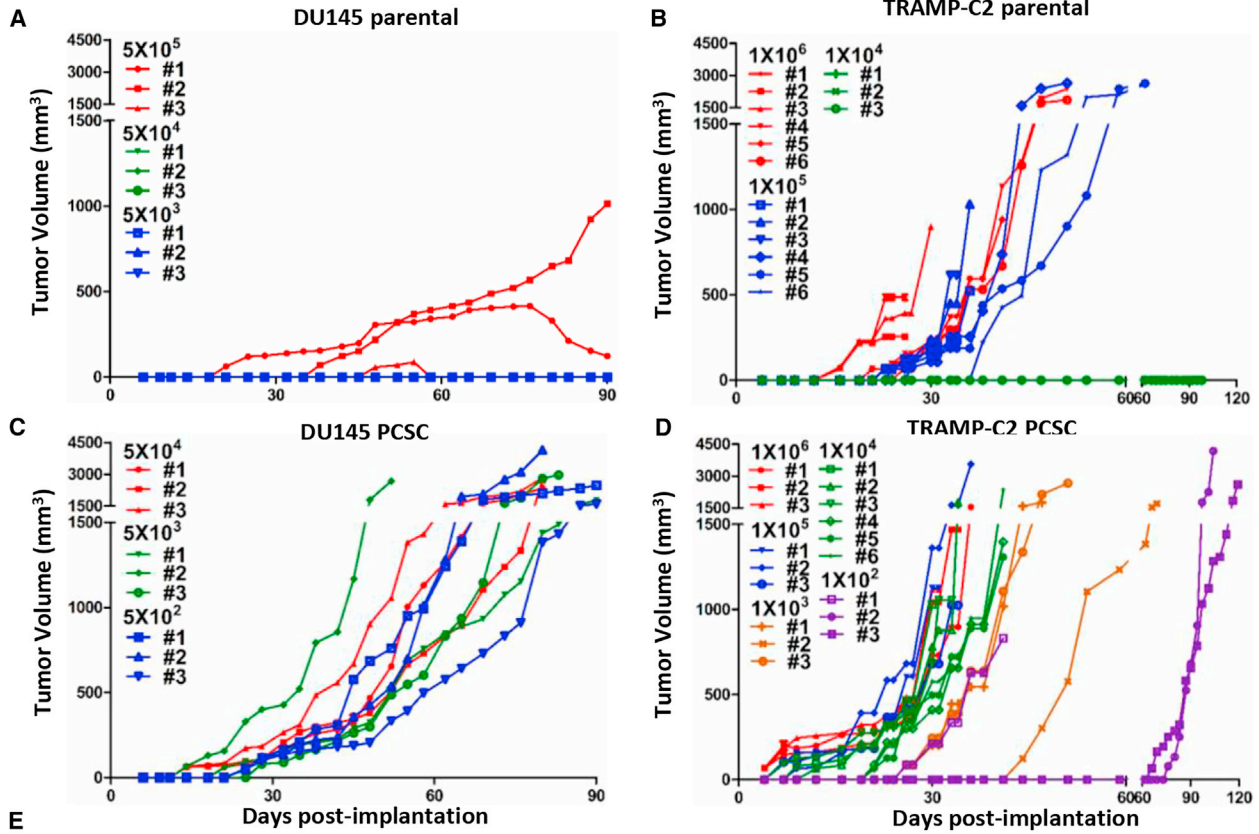 A
DU145 parental
Tumor Volume (mm³)
4500
3000
1500
1500
1000
500
0
5X10⁵
#1
#2
#3
5X10⁴
#1
#2
#3
5X10³
#1
#2
#3
0 30 60 90
B
TRAMP-C2 parental
Tumor Volume (mm³)
4500
3000
1500
1500
1000
500
0
1X10⁶
#1
#2
#3
#4
#5
#6
1X10⁵
#1
#2
#3
#4
#5
#6
1X10⁴
#1
#2
#3
0 30 60 60 90 120
C
DU145 PCSC
Tumor Volume (mm³)
4500
3000
1500
1500
1000
500
0
5X10⁴
#1
#2
#3
5X10³
#1
#2
#3
5X10²
#1
#2
#3
0 30 60 90
Days post-implantation
D
TRAMP-C2 PCSC
Tumor Volume (mm³)
4500
3000
1500
1500
1000
500
0
1X10⁶
#1
#2
#3
1X10⁵
#1
#2
#3
1X10³
#1
#2
#3
1X10⁴
#1
#2
#3
#4
#5
#6
1X10²
#1
#2
#3
0 30 60 60 90 120
Days post-implantation
E